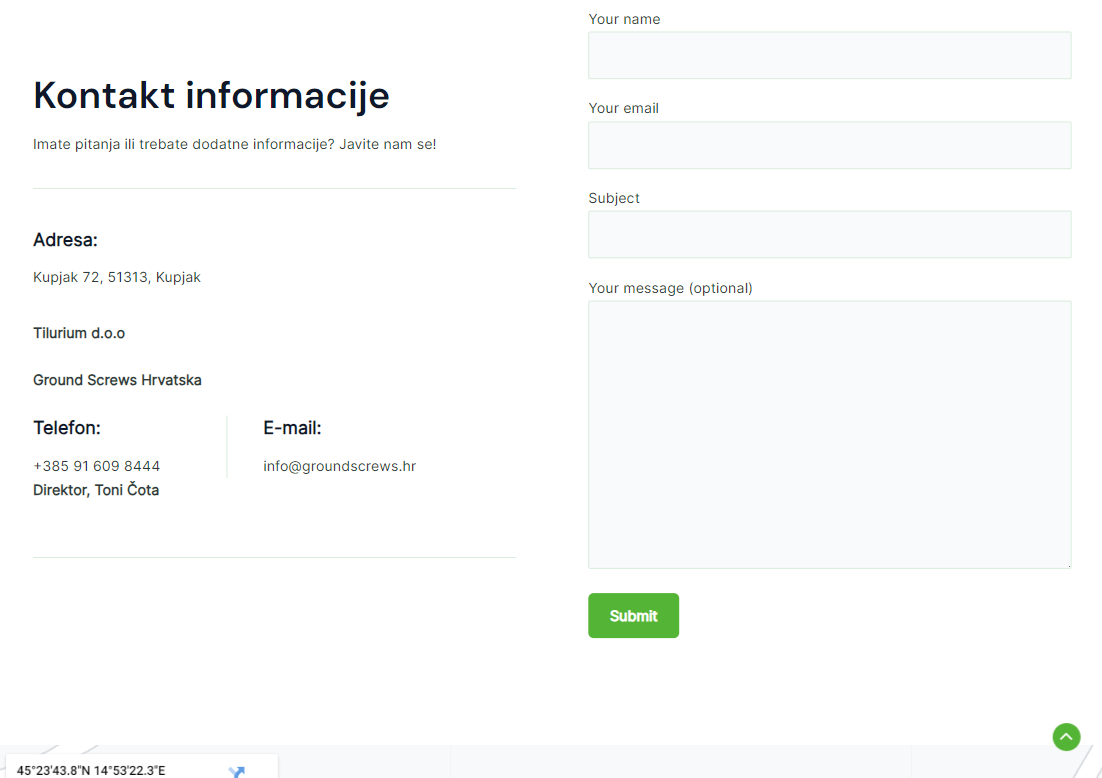 Kontakt informacije
Imate pitanja ili trebate dodatne informacije? Javite nam se!
Adresa:
Kupjak 72, 51313, Kupjak
Tilurium d.o.o
Ground Screws Hrvatska
Telefon:
+385 91 609 8444
Direktor, Toni Čota
E-mail:
info@groundscrews.hr
Your name
Your email
Subject
Your message (optional)
Submit
45°23'43.8"N 14°53'22.3"E